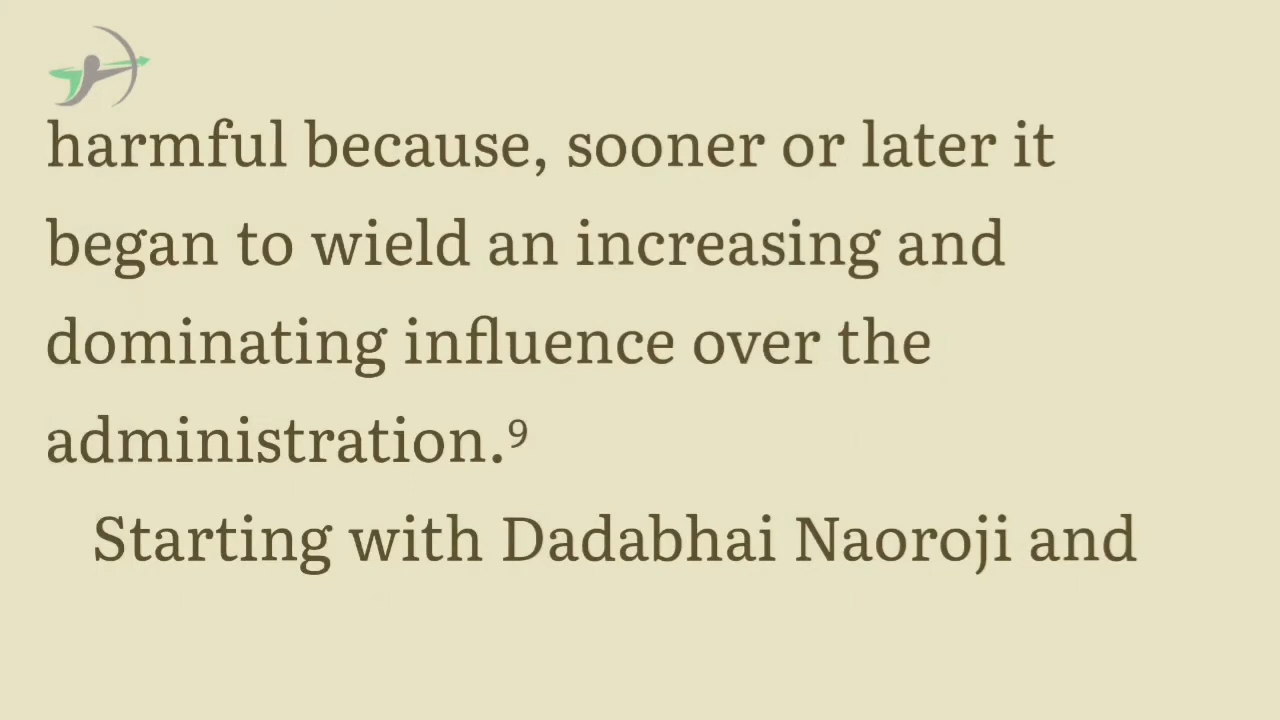 harmful because, sooner or later it
began to wield an increasing and
dominating influence over the
administration.⁹
Starting with Dadabhai Naoroji and